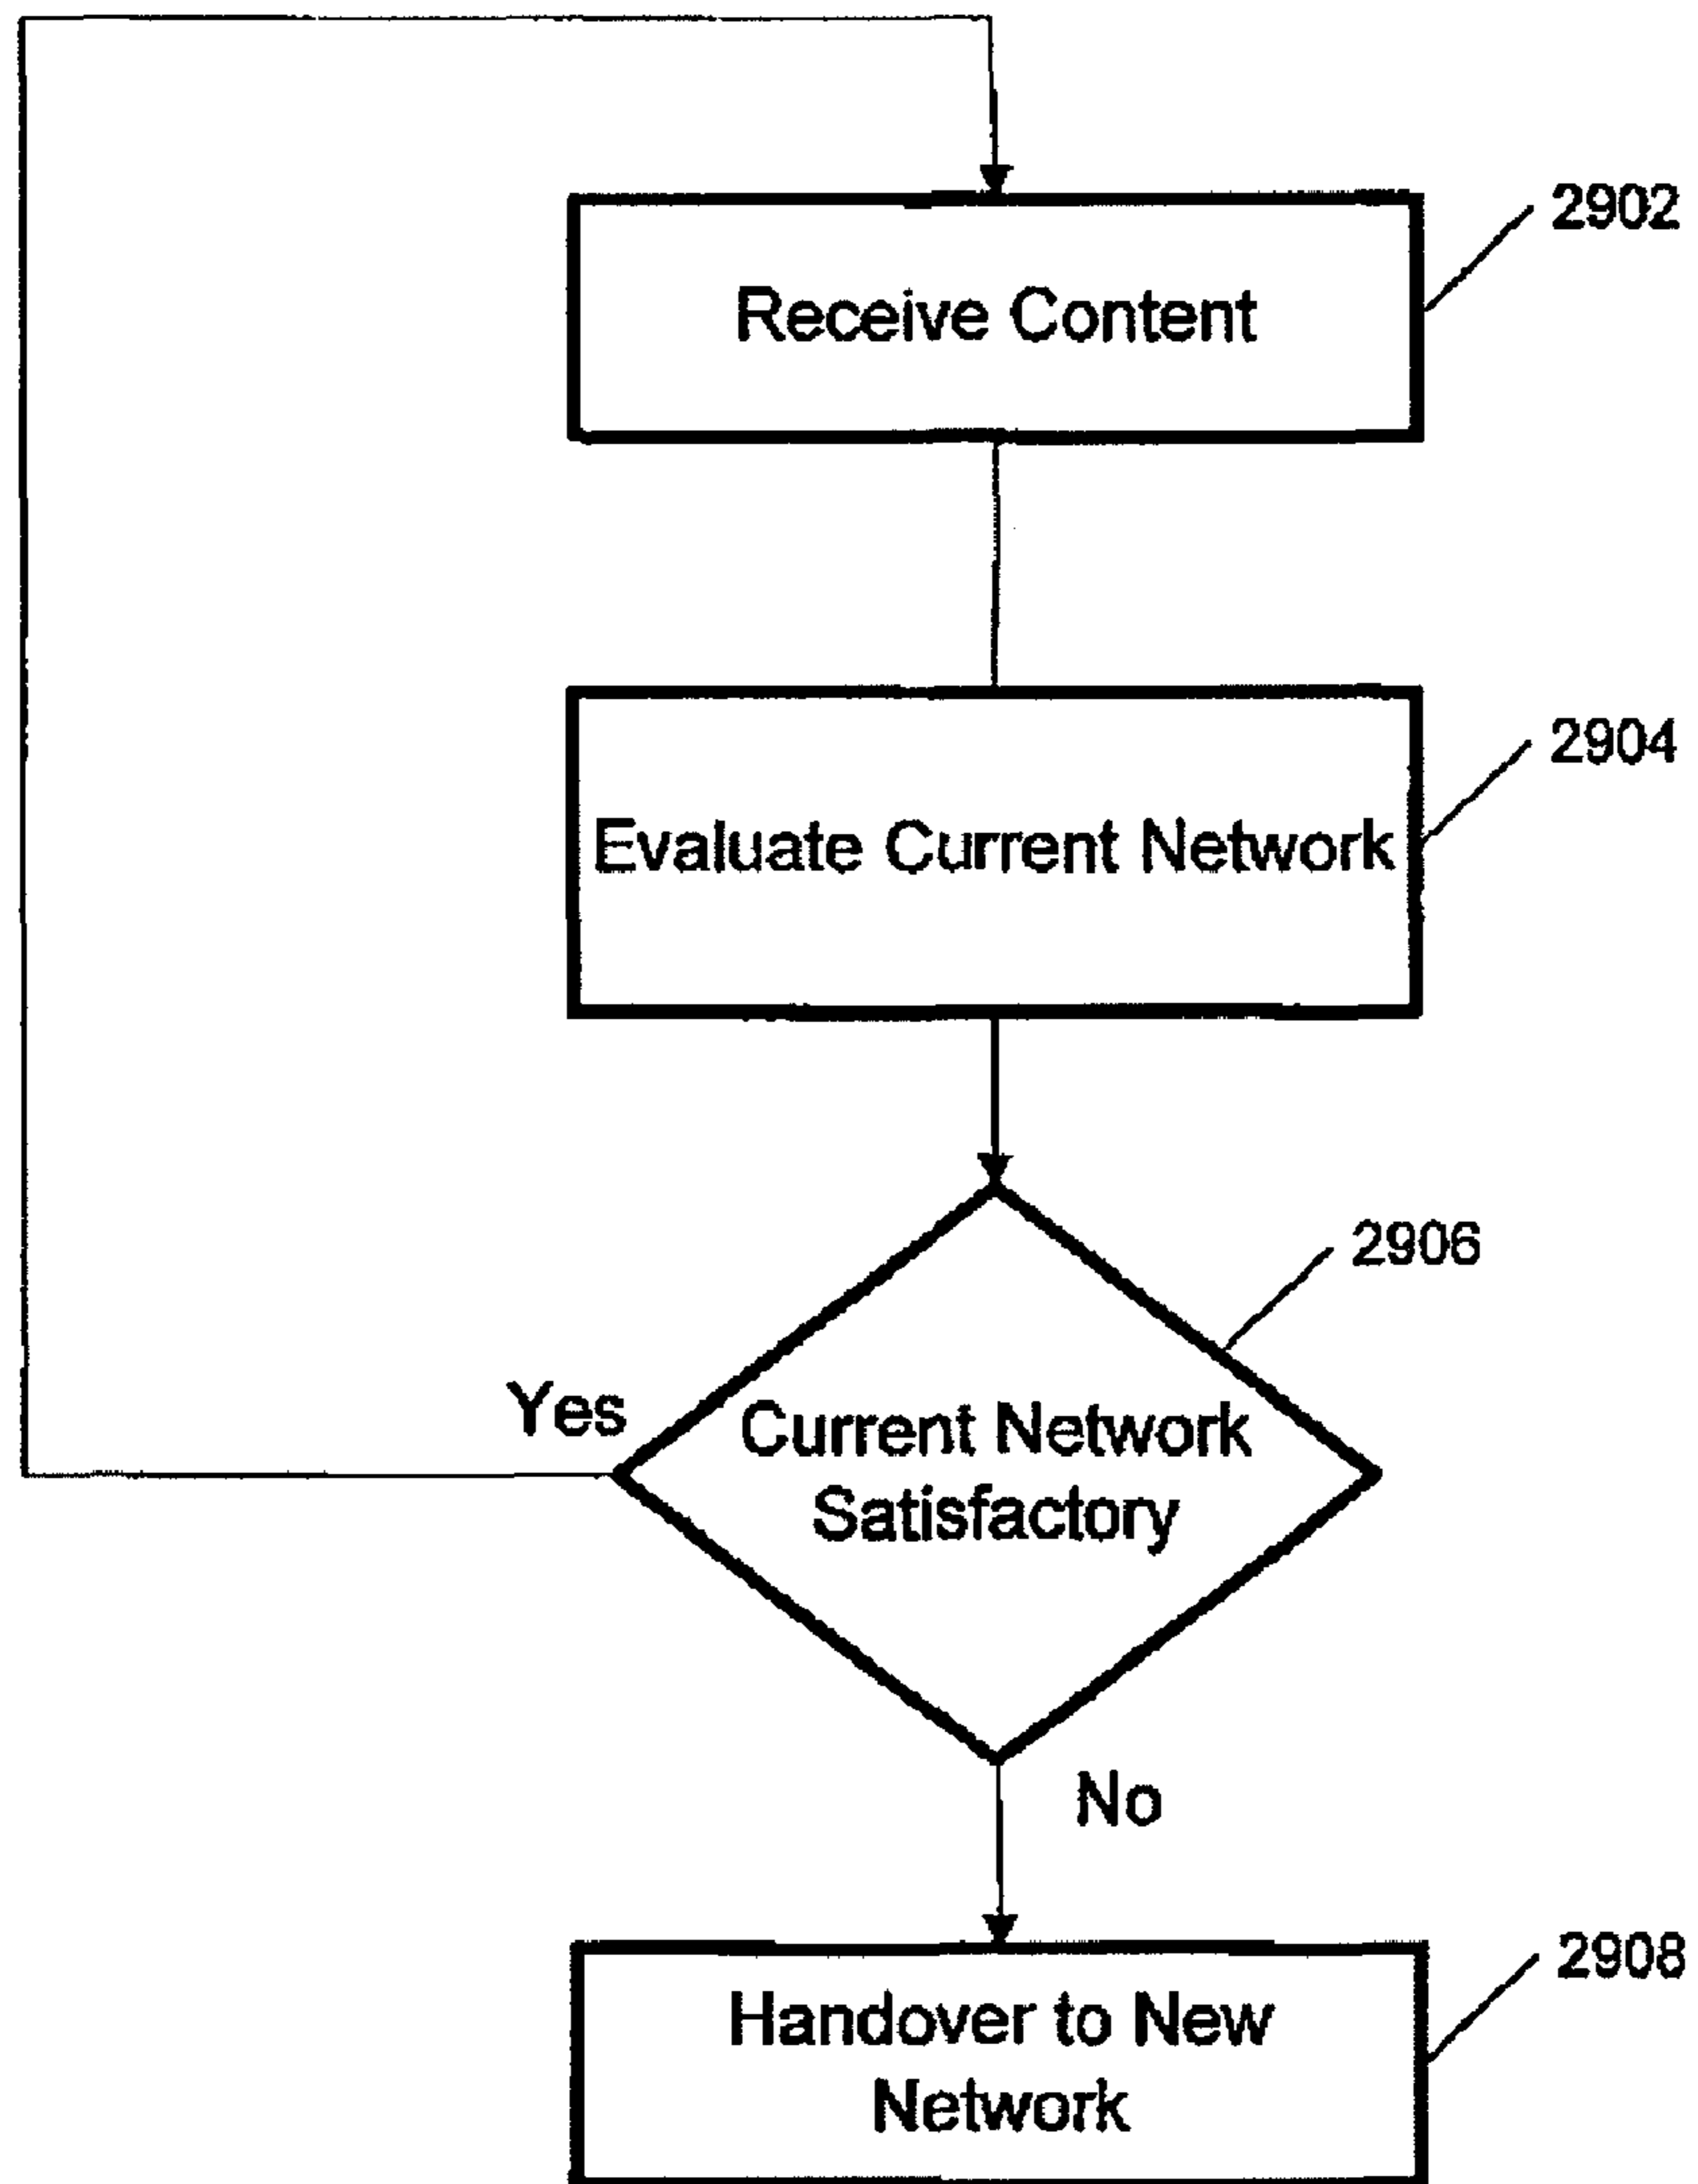 2902
Receive Content
2904
Evaluate Current Network
2906
Yes
Current Network
Satisfactory
No
2908
Handover to New
Network